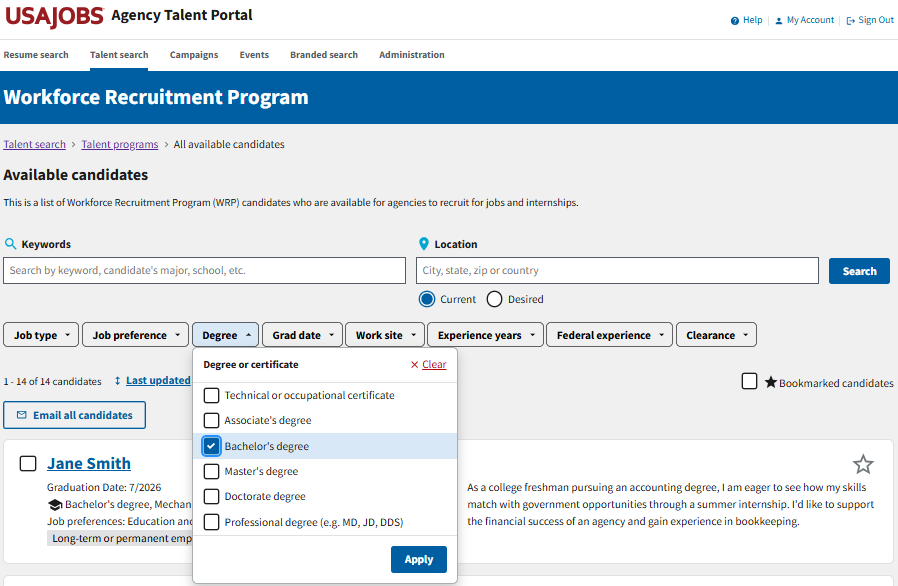 USAJOBS Agency Talent Portal
Help | My Account | Sign Out
Resume search Talent search Campaigns Events Branded search Administration
Workforce Recruitment Program
Talent search > Talent programs > All available candidates
Available candidates
This is a list of Workforce Recruitment Program (WRP) candidates who are available for agencies to recruit for jobs and internships.
Keywords Location
Search by keyword, candidate's major, school, etc. City, state, zip or country Search
Current Desired
Job type Job preference Degree Grad date Work site Experience years Federal experience Clearance
Degree or certificate Clear
1 - 14 of 14 candidates Last updated Bookmarked candidates
Technical or occupational certificate
Email all candidates
Associate's degree
Bachelor's degree
Master's degree
Doctorate degree
Professional degree (e.g. MD, JD, DDS)
Apply
Jane Smith
Graduation Date: 7/2026
Bachelor's degree, Mechan
Job preferences: Education and
Long-term or permanent emp
As a college freshman pursuing an accounting degree, I am eager to see how my skills
match with government opportunities through a summer internship. I'd like to support
the financial success of an agency and gain experience in bookkeeping.